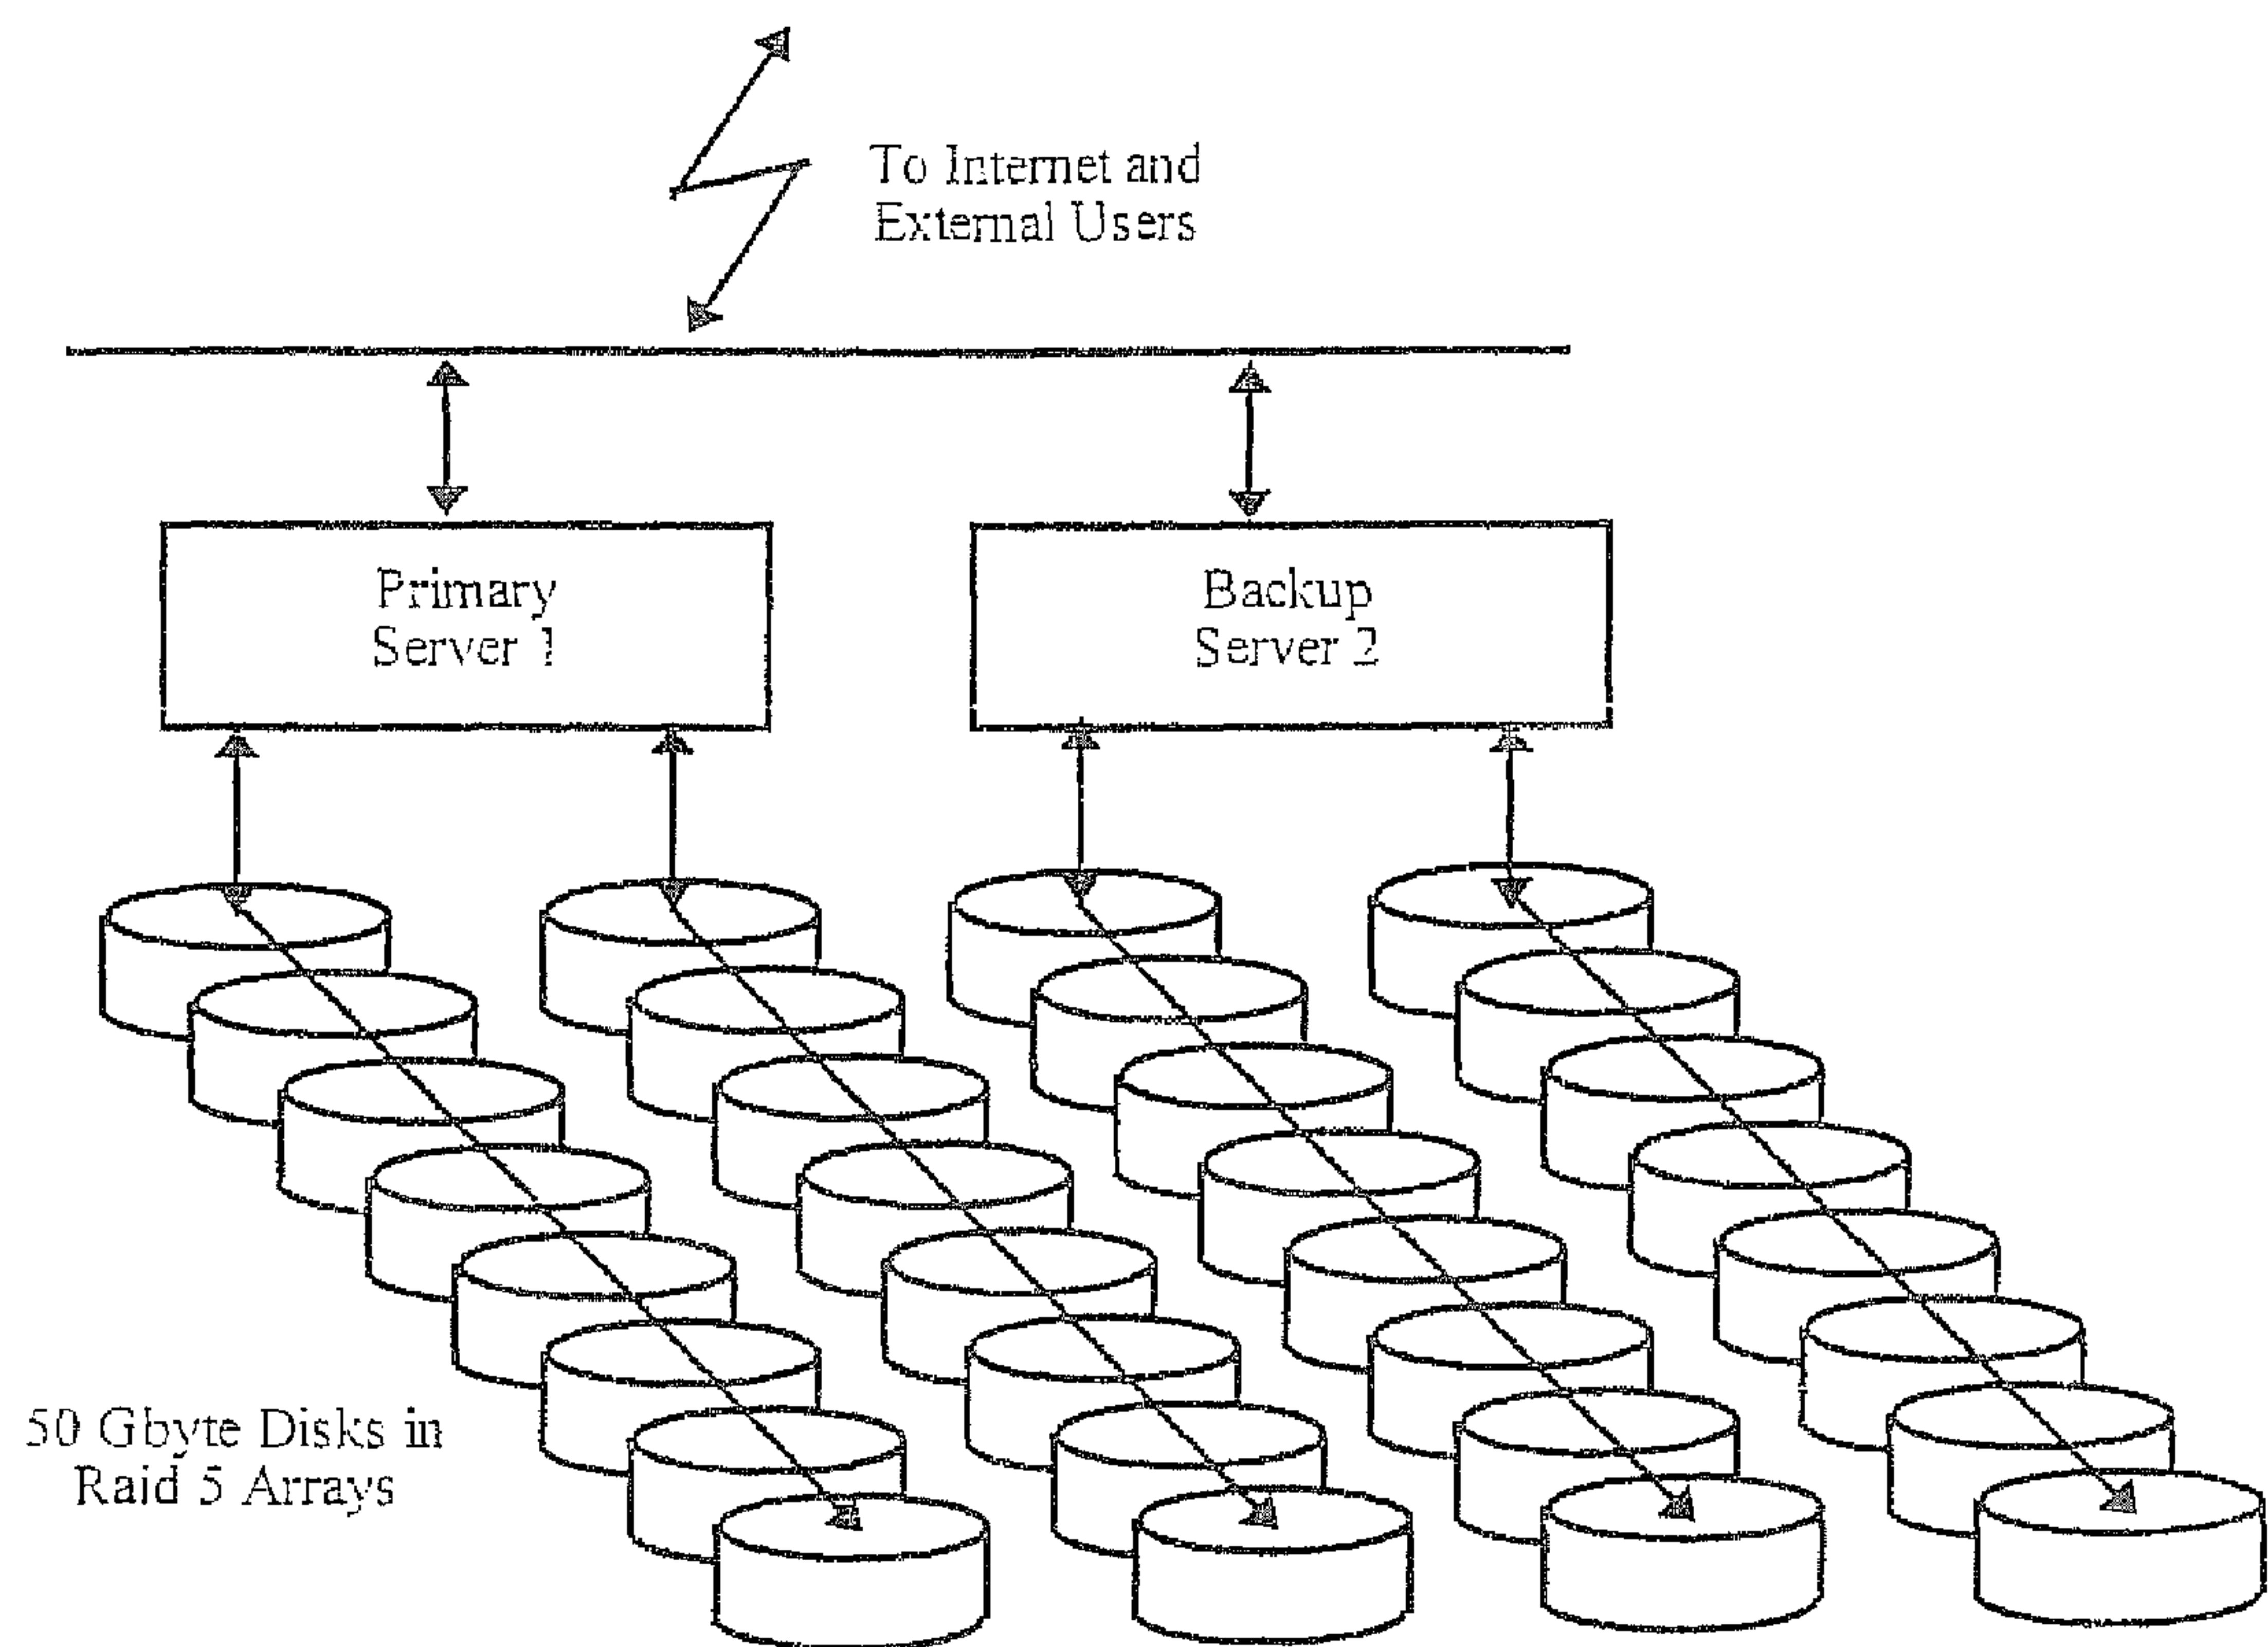 To Internet and
External Users
Primary
Server 1
Backup
Server 2
50 Gbyte Disks in
Raid 5 Arrays